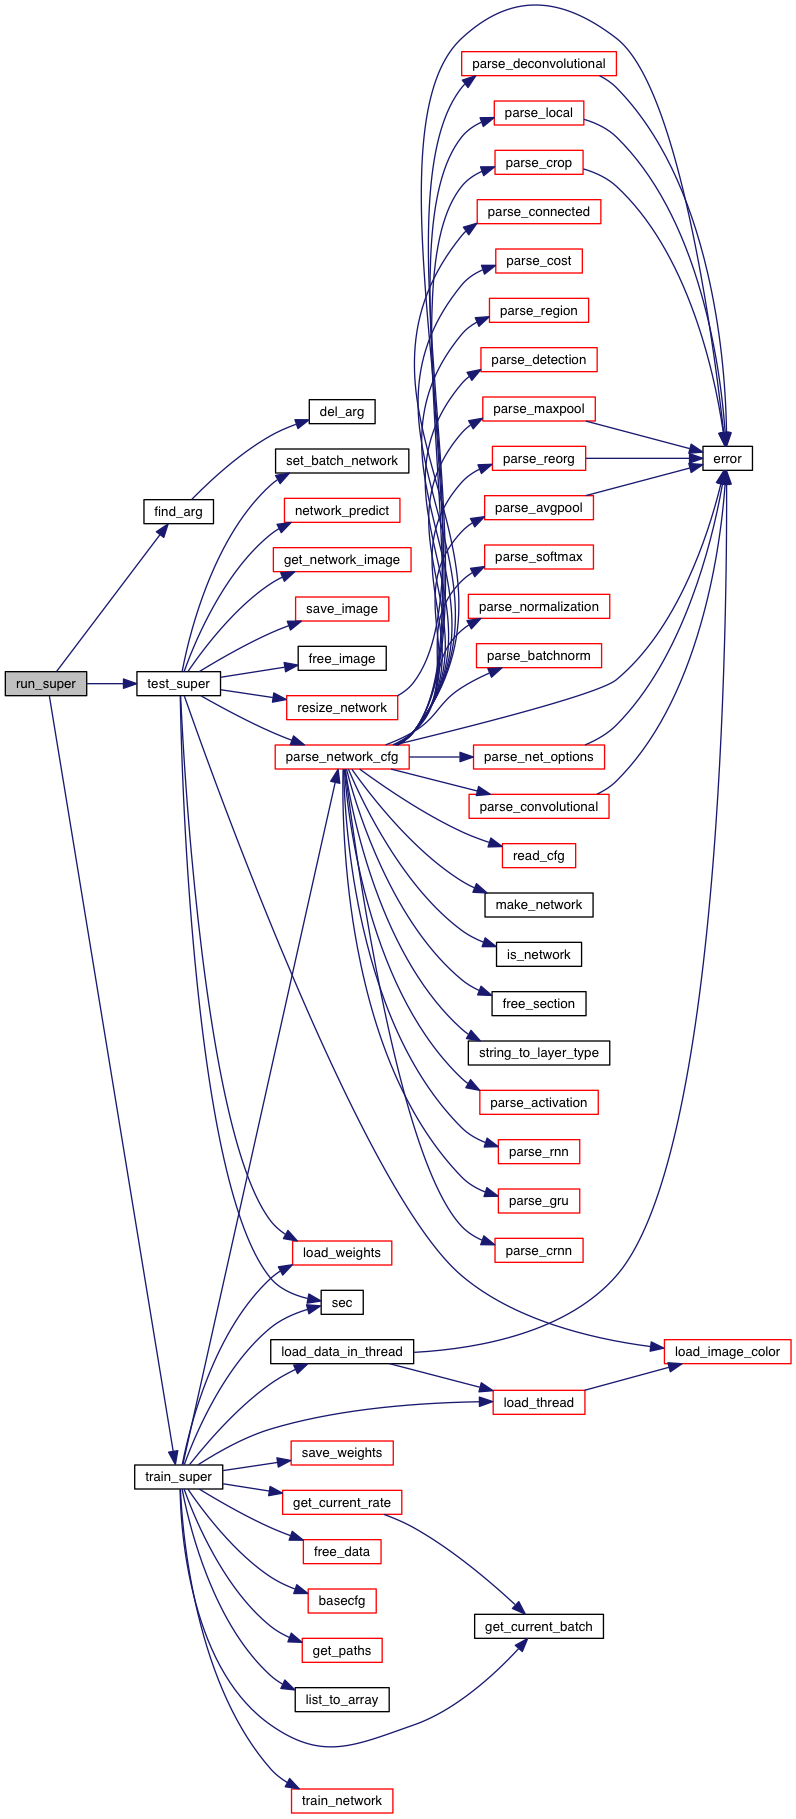 parse_deconvolutional
parse_local
parse_crop
parse_connected
parse_cost
parse_region
parse_detection
del_arg
parse_maxpool
set_batch_network
parse_reorg
error
find_arg
network_predict
parse_avgpool
get_network_image
parse_softmax
save_image
parse_normalization
free_image
parse_batchnorm
run_super
test_super
resize_network
parse_network_cfg
parse_net_options
parse_convolutional
read_cfg
make_network
is_network
free_section
string_to_layer_type
parse_activation
parse_rnn
parse_gru
load_weights
parse_crnn
sec
load_data_in_thread
load_image_color
load_thread
save_weights
train_super
get_current_rate
free_data
basecfg
get_current_batch
get_paths
list_to_array
train_network